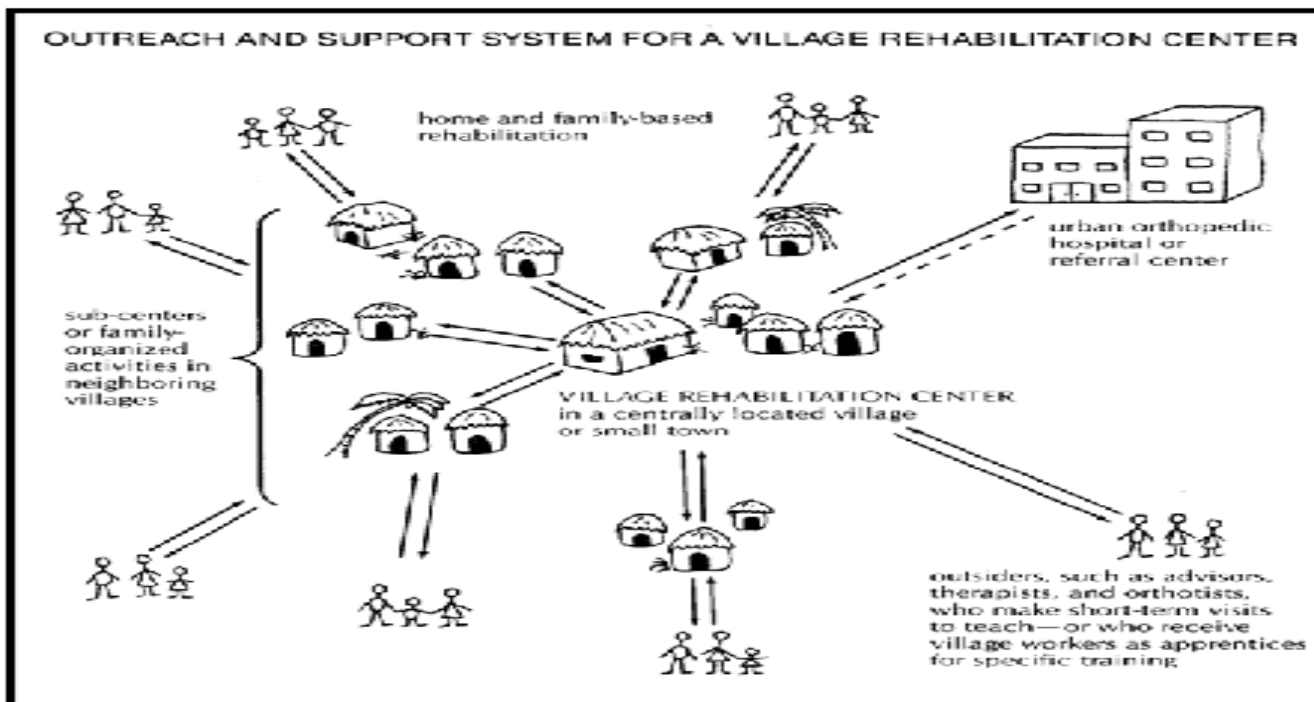 OUTREACH AND SUPPORT SYSTEM FOR A VILLAGE REHABILITATION CENTER
home and family-based
rehabilitation
urban orthopedic
hospital or
referral center
sub-centers
or family-
organized
activities in
neighboring
villages
VILLAGE REHABILITATION CENTER
in a centrally located village
or small town
outsiders, such as advisors,
therapists, and orthotists,
who make short-term visits
to teach—or who receive
village workers as apprentices
for specific training